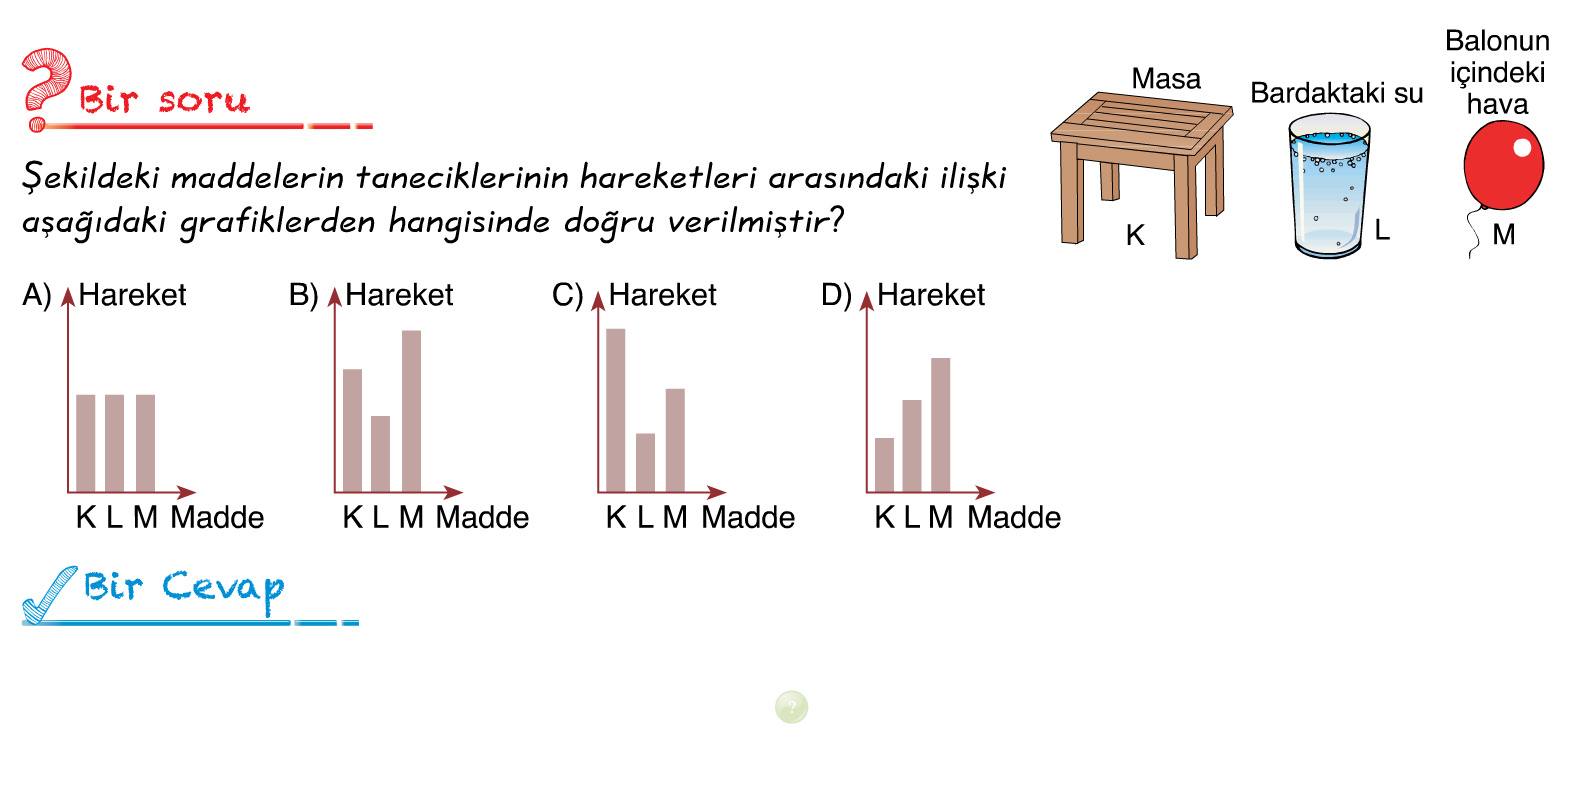 Bir soru
Şekildeki maddelerin taneciklerinin hareketleri arasındaki ilişki
aşağıdaki grafiklerden hangisinde doğru verilmiştir?
Masa
K
Bardaktaki su
L
Balonun
içindeki
hava
M
A) Hareket
K L M Madde
B) Hareket
K L M Madde
C) Hareket
K L M Madde
D) Hareket
K L M Madde
Bir Cevap
?